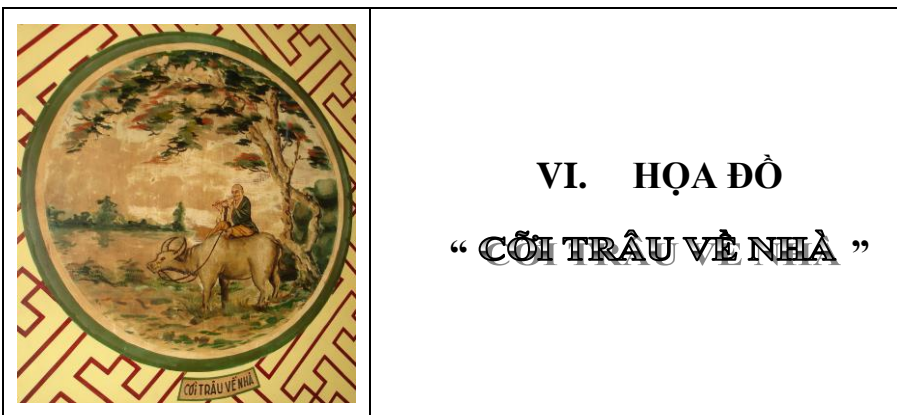 CỠI TRÂU VỀ NHÀ
VI. HỌA ĐỒ
“ CỠI TRÂU VỀ NHÀ ”